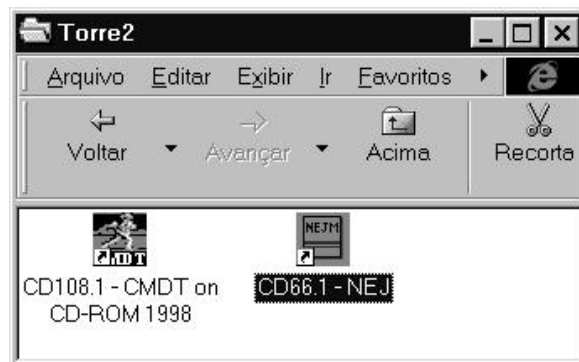 Torre2
Arquivo Editar Exibir Ir Favoritos
Voltar Avançar Acima Recorta
NEJM
CD108.1 - CMDT on CD66.1 - NEJ
CD-ROM 1998